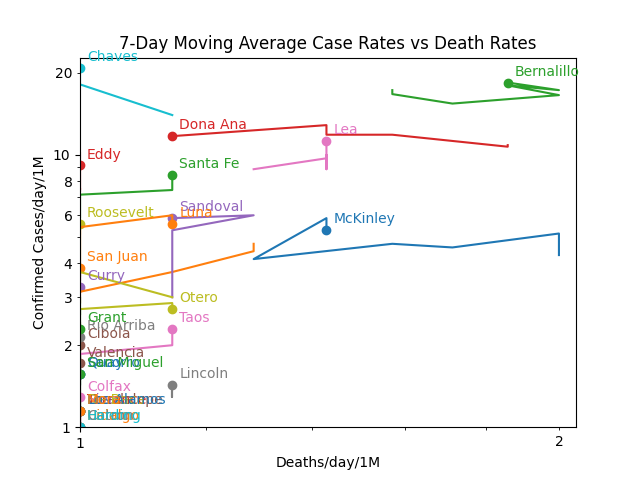 7-Day Moving Average Case Rates vs Death Rates
Chaves
Bernalillo
20
Dona Ana
Lea
10
Eddy
Santa Fe
8
Roosevelt
Sandoval
Luna
6
McKinley
San Juan
4
Curry
3
Otero
Grant
Taos
Rio Arriba
Cibola
2
Valencia
San Miguel
Lincoln
Colfax
1
1
2
Deaths/day/1M
Confirmed Cases/day/1M